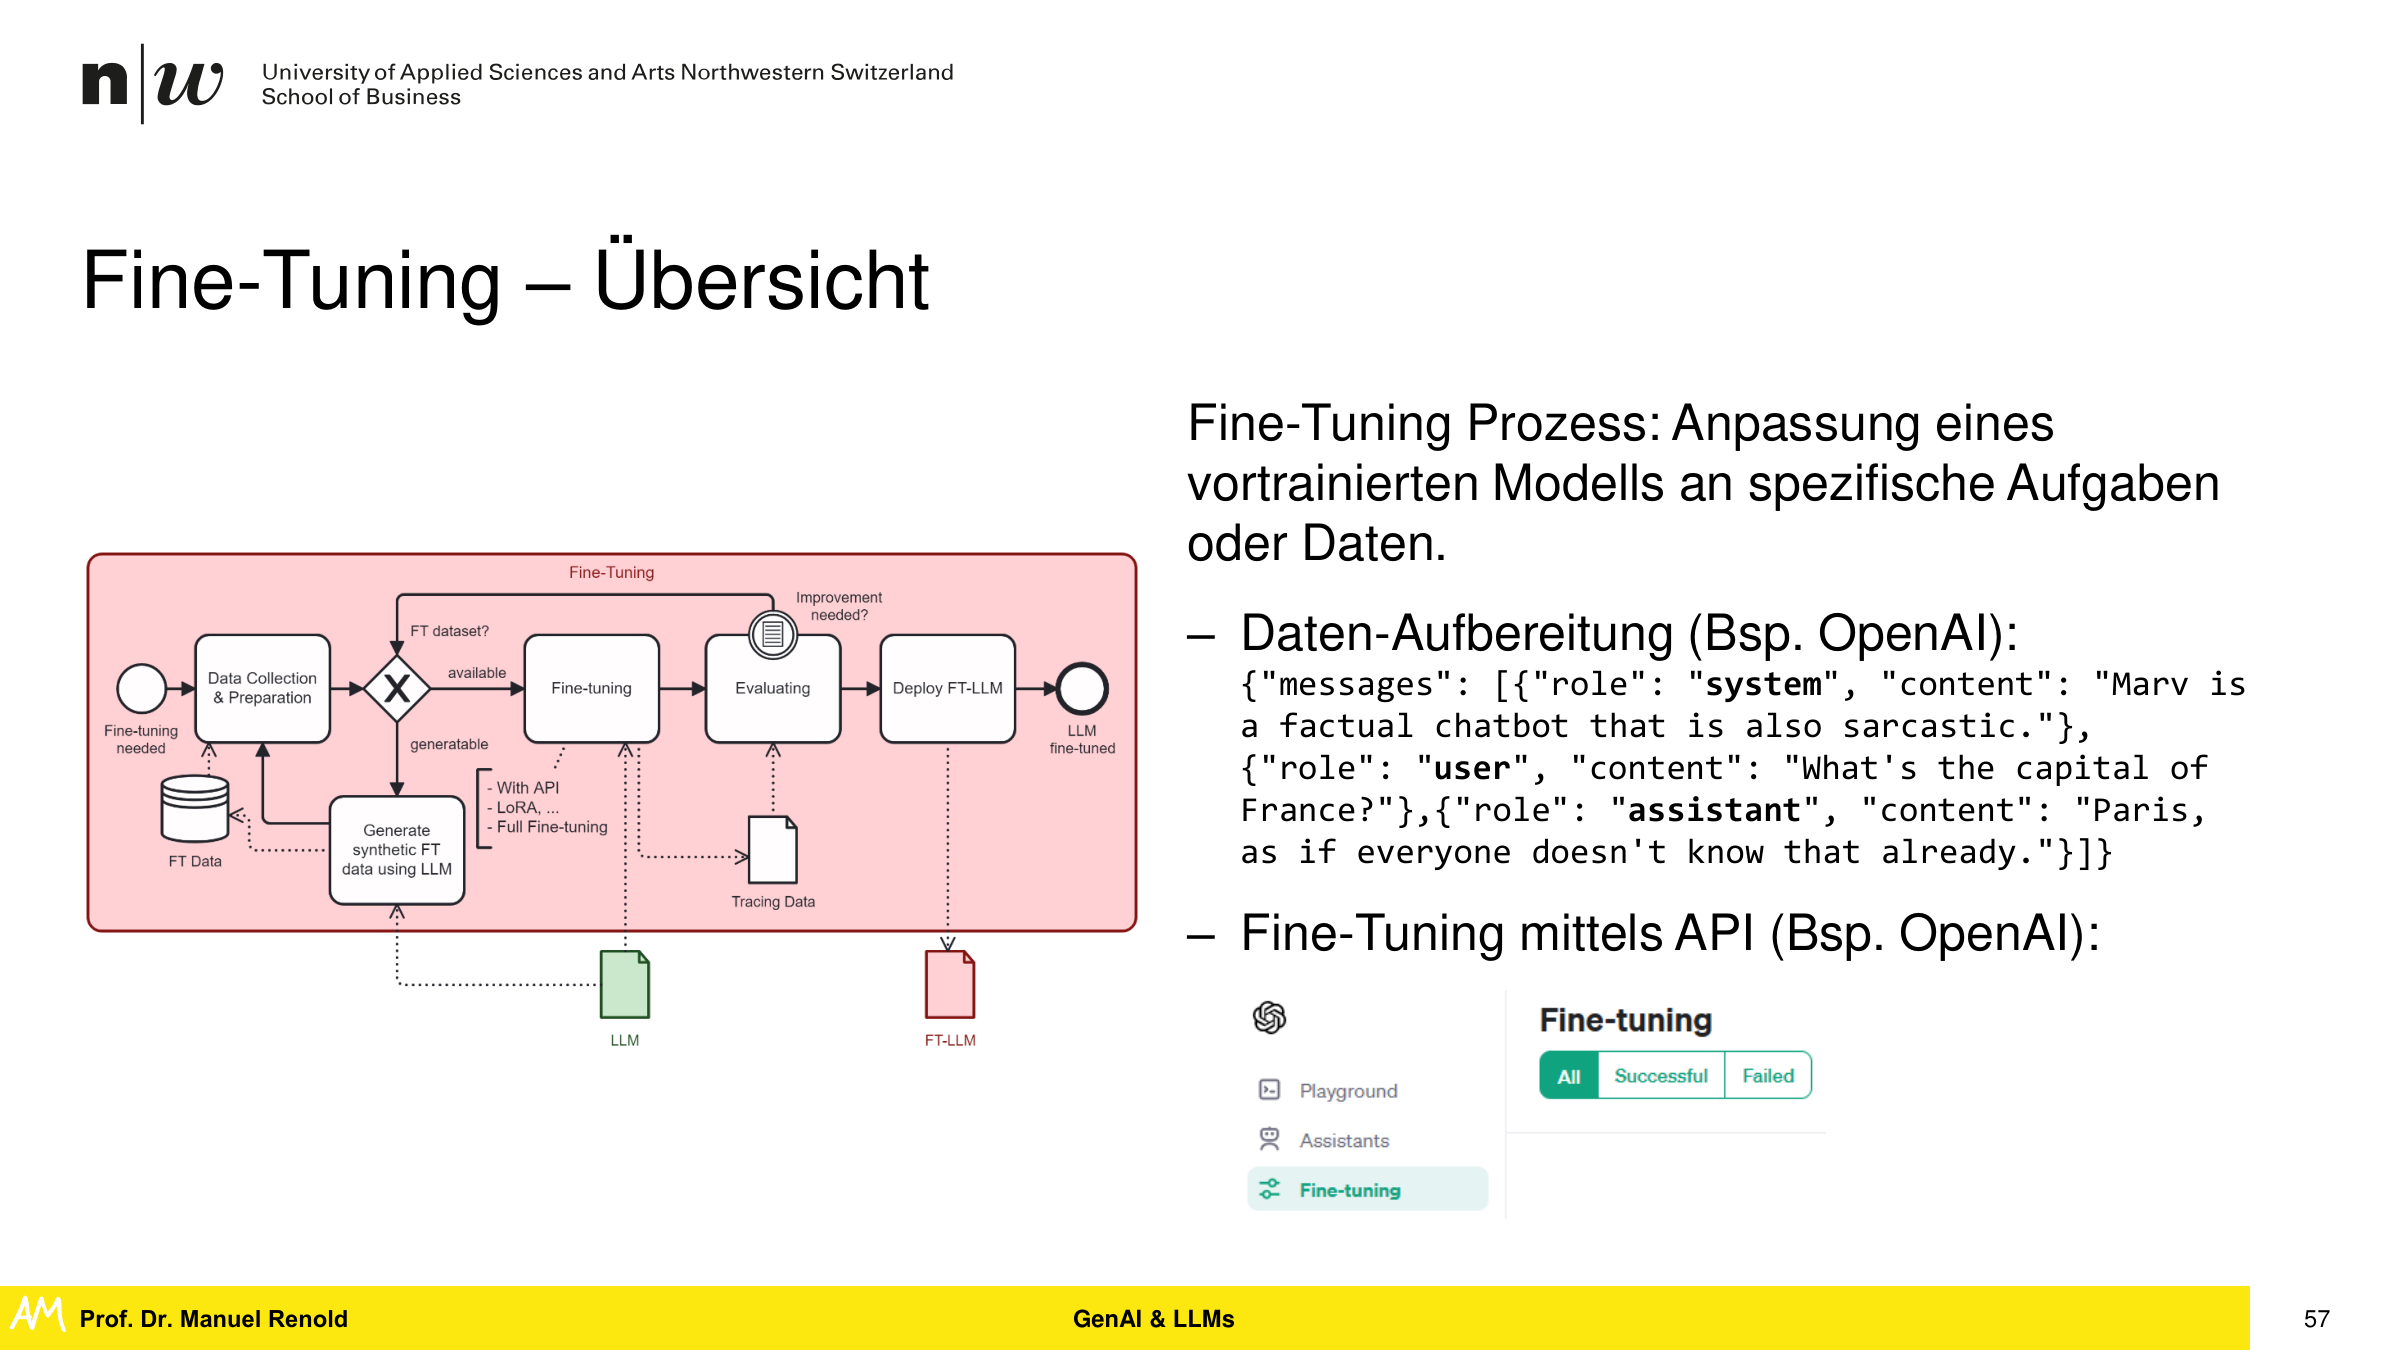 n|w University of Applied Sciences and Arts Northwestern Switzerland
School of Business
Fine-Tuning – Übersicht
Fine-Tuning
Improvement
needed?
FT dataset?
Data Collection
& Preparation
X
available
Fine-tuning
Evaluating
Deploy FT-LLM
Fine-tuning
needed
LLM
fine-tuned
generatable
FT Data
Generate
synthetic FT
data using LLM
- With API
- LoRA, ...
- Full Fine-tuning
Tracing Data
LLM
FT-LLM
Fine-Tuning Prozess: Anpassung eines
vortrainierten Modells an spezifische Aufgaben
oder Daten.
– Daten-Aufbereitung (Bsp. OpenAI):
{"messages": [{"role": "system", "content": "Marv is
a factual chatbot that is also sarcastic."},
{"role": "user", "content": "What's the capital of
France?"},{"role": "assistant", "content": "Paris,
as if everyone doesn't know that already."}]}
– Fine-Tuning mittels API (Bsp. OpenAI):
Playground
Assistants
Fine-tuning
Fine-tuning
All Successful Failed
AM Prof. Dr. Manuel Renold GenAI & LLMs 57